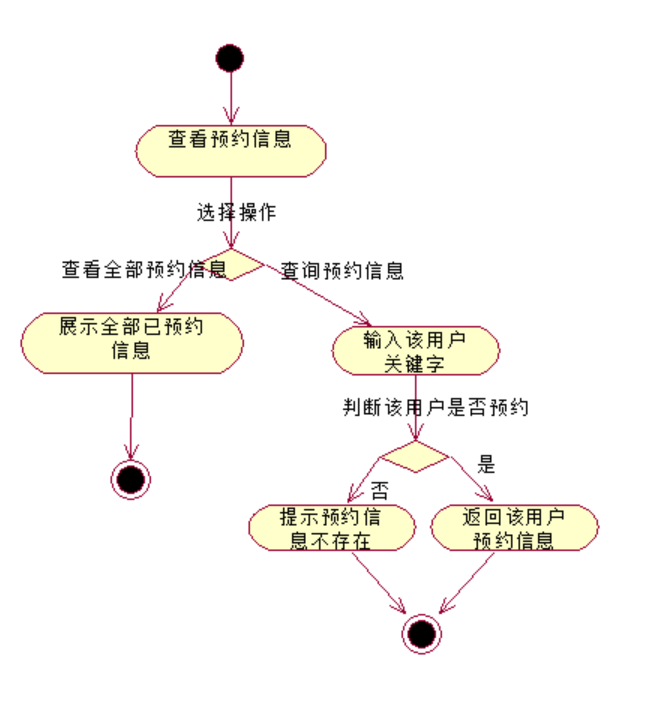 查看预约信息
选择操作
查看全部预约信息
查询预约信息
展示全部已预约
信息
输入该用户
关键字
判断该用户是否预约
否
是
提示预约信
息不存在
返回该用户
预约信息